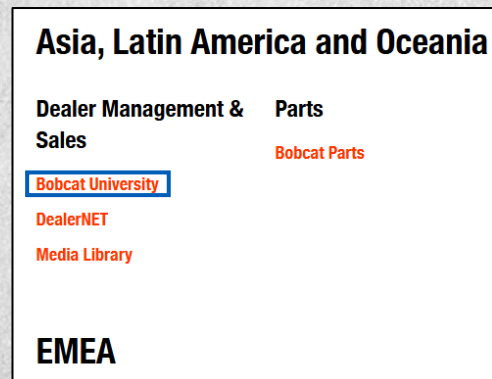 Asia, Latin America and Oceania
Dealer Management &
Sales
Bobcat University
DealerNET
Media Library
Parts
Bobcat Parts
EMEA